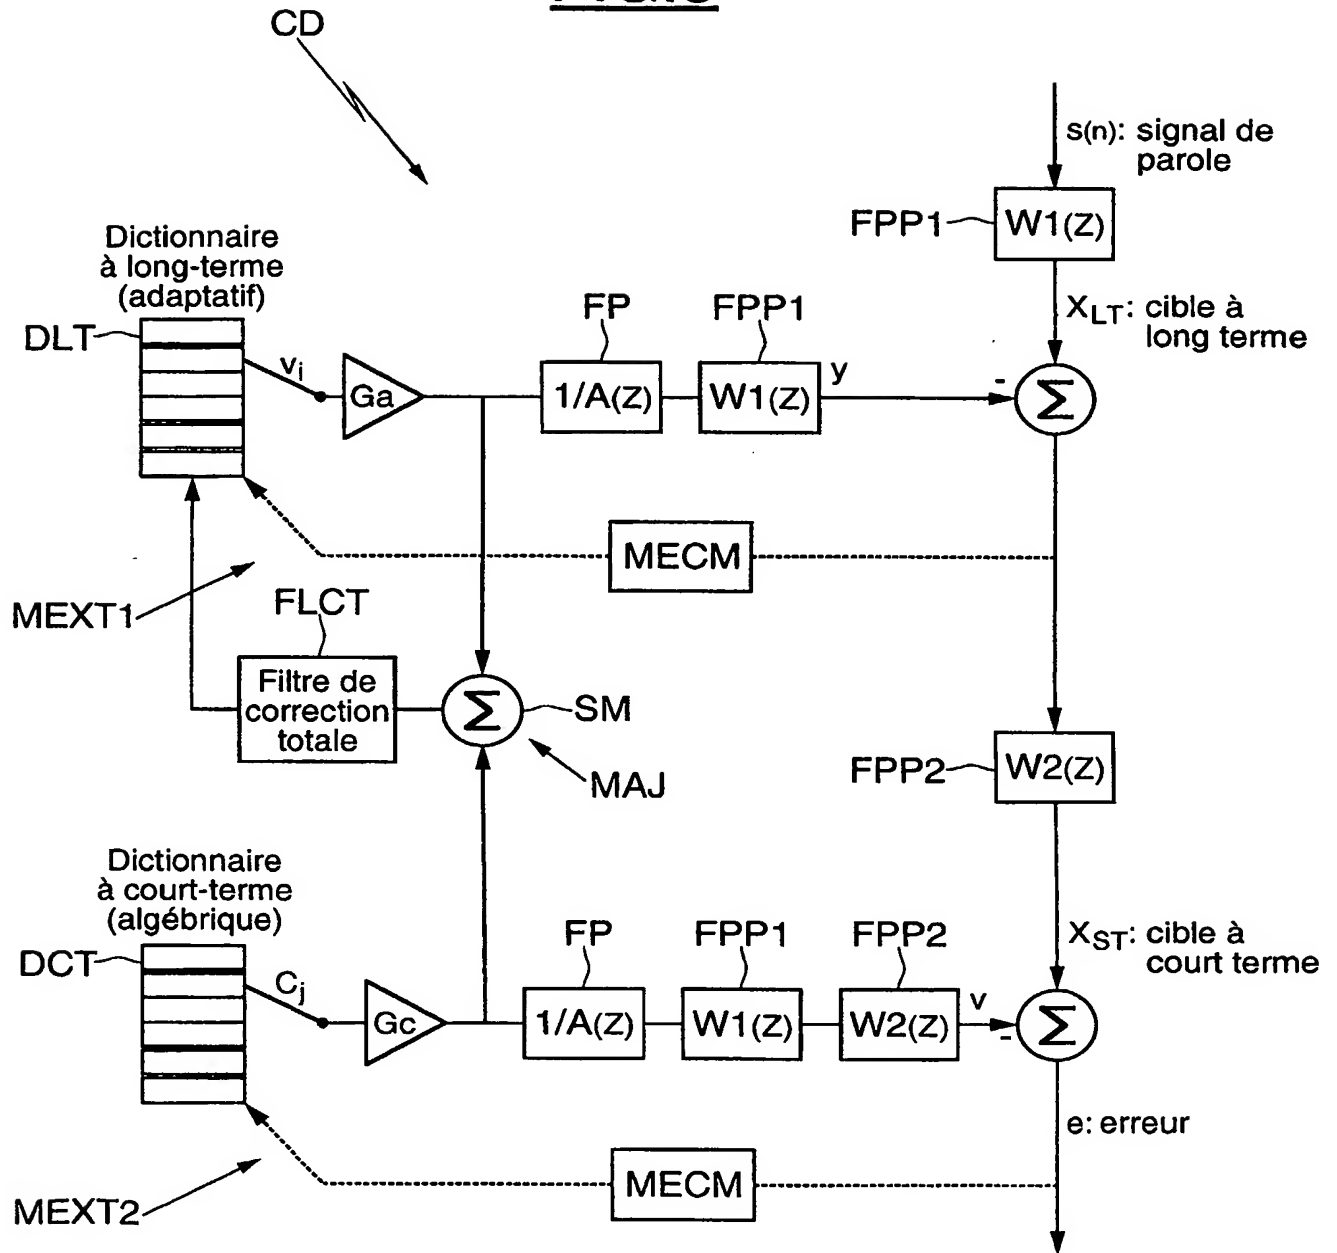 CD
s(n): signal de
parole
FPP1
W1(Z)
Dictionnaire
à long-terme
(adaptatif)
FP
FPP1
XLT: cible à
long terme
DLT
vi
Ga
1/A(Z)
W1(Z)
y
-
Σ
MECM
MEXT1
FLCT
Filtre de
correction
totale
Σ
SM
MAJ
FPP2
W2(Z)
Dictionnaire
à court-terme
(algébrique)
FP
FPP1
FPP2
XST: cible à
court terme
DCT
Cj
Gc
1/A(Z)
W1(Z)
W2(Z)
v
-
Σ
e: erreur
MECM
MEXT2